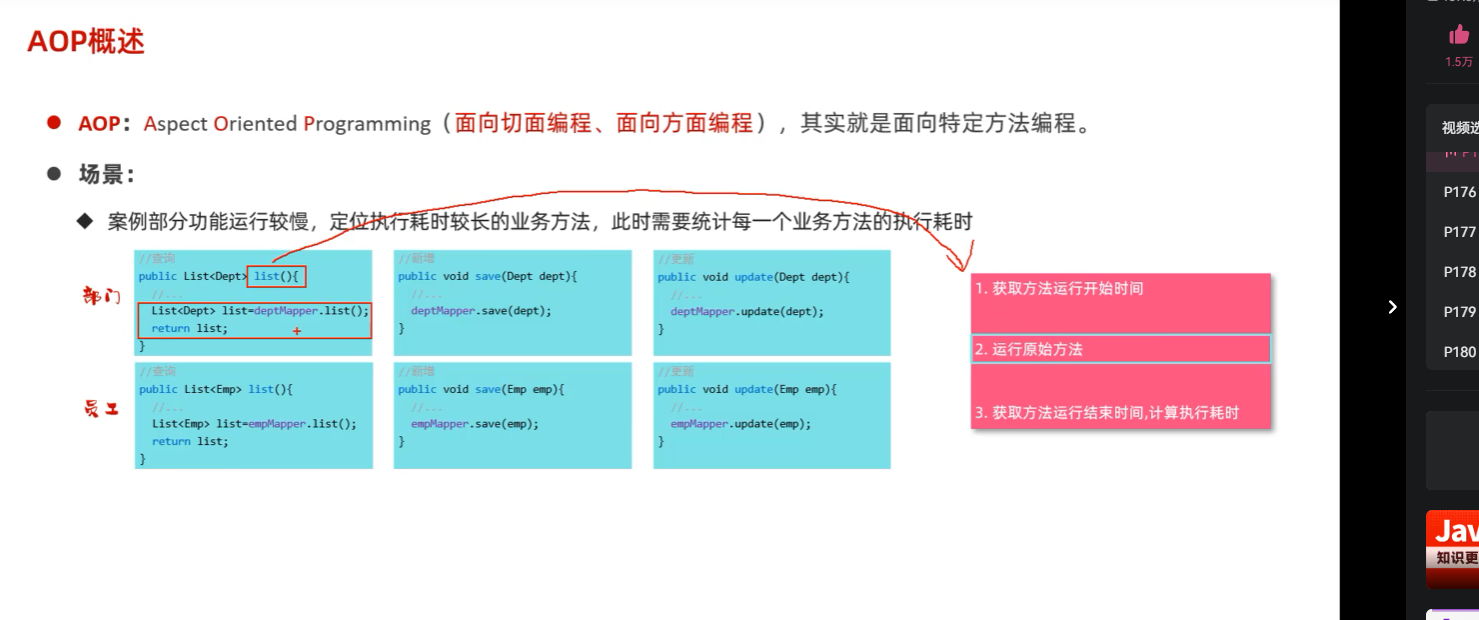 AOP概述
AOP：Aspect Oriented Programming（面向切面编程、面向方面编程），其实就是面向特定方法编程。
场景：
案例部分功能运行较慢，定位执行耗时较长的业务方法，此时需要统计每一个业务方法的执行耗时
部门
//查询
public List<Dept> list(){
//...
List<Dept> list=deptMapper.list();
return list;
}
//新增
public void save(Dept dept){
//...
deptMapper.save(dept);
}
//更新
public void update(Dept dept){
//...
deptMapper.update(dept);
}
员工
//查询
public List<Emp> list(){
//...
List<Emp> list=empMapper.list();
return list;
}
//新增
public void save(Emp emp){
//...
empMapper.save(emp);
}
//更新
public void update(Emp emp){
//...
empMapper.update(emp);
}
1. 获取方法运行开始时间
2. 运行原始方法
3. 获取方法运行结束时间,计算执行耗时
1.5万
视频选
P176
P177
P178
P179
P180
Jav
知识更